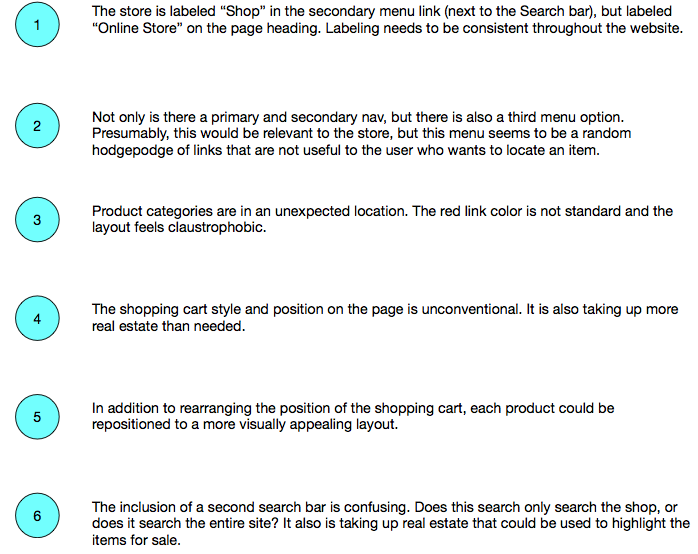 1
The store is labeled “Shop” in the secondary menu link (next to the Search bar), but labeled
“Online Store” on the page heading. Labeling needs to be consistent throughout the website.
2
Not only is there a primary and secondary nav, but there is also a third menu option.
Presumably, this would be relevant to the store, but this menu seems to be a random
hodgepodge of links that are not useful to the user who wants to locate an item.
3
Product categories are in an unexpected location. The red link color is not standard and the
layout feels claustrophobic.
4
The shopping cart style and position on the page is unconventional. It is also taking up more
real estate than needed.
5
In addition to rearranging the position of the shopping cart, each product could be
repositioned to a more visually appealing layout.
6
The inclusion of a second search bar is confusing. Does this search only search the shop, or
does it search the entire site? It also is taking up real estate that could be used to highlight the
items for sale.